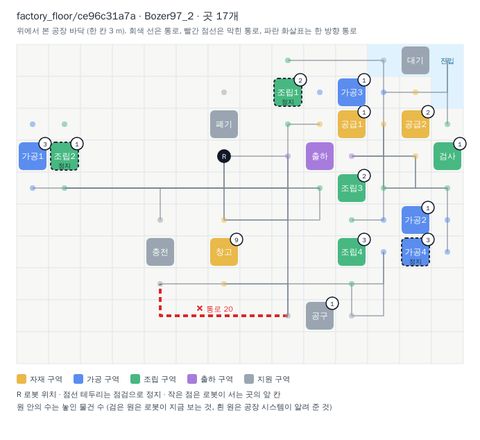 factory_floor/ce96c31a7a · Bozer97_2 · 곳 17개
위에서 본 공장 바닥 (한 칸 3 m). 회색 선은 통로, 빨간 점선은 막힌 통로, 파란 화살표는 한 방향 통로
대기 진입
2 1
조립1 가공3
정지
1 2
폐기 공급1 공급2
3 1 1
가공1 조립2 R 출하 검사
정지
2
조립3
1
가공2
9 3 3
충전 창고 조립4 가공4
정지
✖ 통로 20
1
공구
자재 구역 가공 구역 조립 구역 출하 구역 지원 구역
R 로봇 위치 · 점선 테두리는 점검으로 정지 · 작은 점은 로봇이 서는 곳의 앞 칸
원 안의 수는 놓인 물건 수 (검은 원은 로봇이 지금 보는 것, 흰 원은 공장 시스템이 알려 준 것)